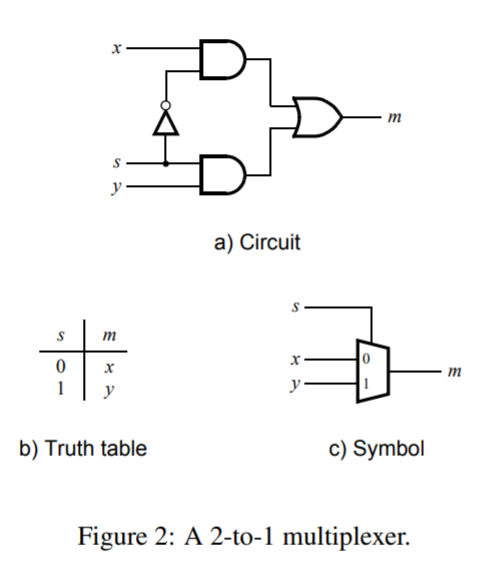 x
m
s
y
a) Circuit
s m
0 x
1 y
b) Truth table
s
x 0
m
y 1
c) Symbol
Figure 2: A 2-to-1 multiplexer.